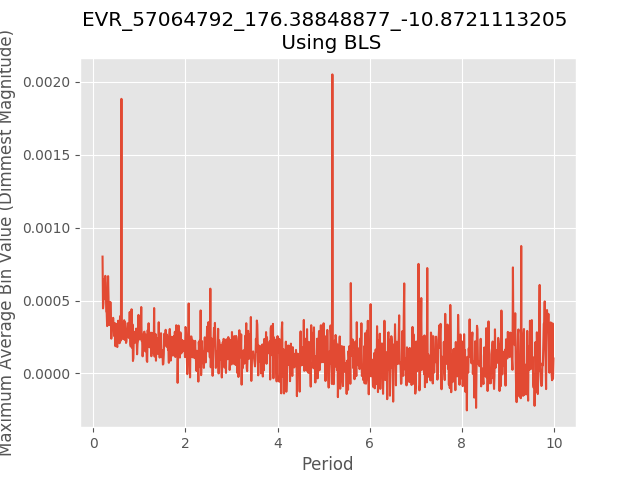 EVR_57064792_176.38848877_-10.8721113205
Using BLS
Maximum Average Bin Value (Dimmest Magnitude)
0.0020
0.0015
0.0010
0.0005
0.0000
0
2
4
6
8
10
Period